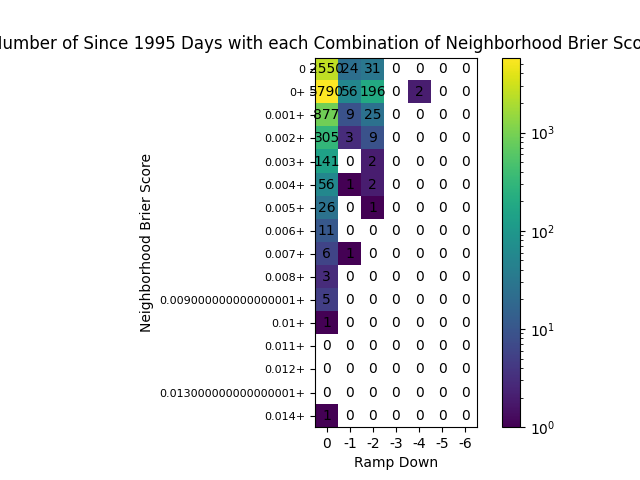 Number of Since 1995 Days with each Combination of Neighborhood Brier Sco
Neighborhood Brier Score
0 2550 24 31 0 0 0 0
0+ 5790 56 196 0 2 0 0
0.001+ 877 9 25 0 0 0 0
0.002+ 305 3 9 0 0 0 0
0.003+ 141 0 2 0 0 0 0
0.004+ 56 1 2 0 0 0 0
0.005+ 26 0 1 0 0 0 0
0.006+ 11 0 0 0 0 0 0
0.007+ 6 1 0 0 0 0 0
0.008+ 3 0 0 0 0 0 0
0.009000000000000001+ 5 0 0 0 0 0 0
0.01+ 1 0 0 0 0 0 0
0.011+ 0 0 0 0 0 0 0
0.012+ 0 0 0 0 0 0 0
0.013000000000000001+ 0 0 0 0 0 0 0
0.014+ 1 0 0 0 0 0 0
0 -1 -2 -3 -4 -5 -6
Ramp Down
10³
10²
10¹
10⁰